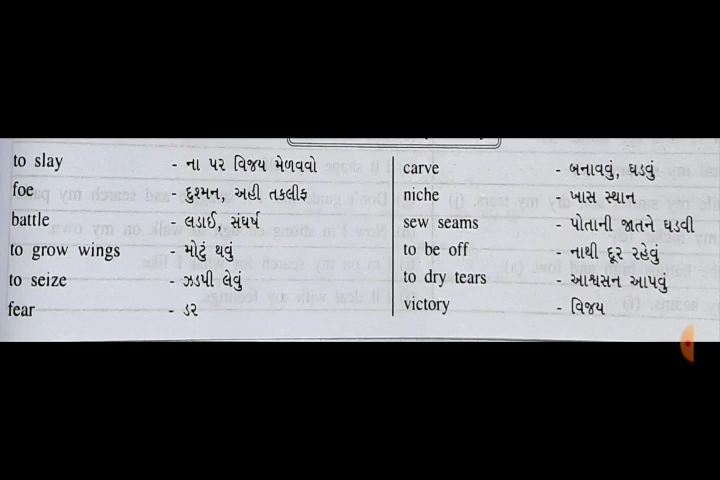 to slay - ના પર વિજય મેળવવો
foe - દુશ્મન, અહી તકલીફ
battle - લડાઈ, સંઘર્ષ
to grow wings - મોટું થવું
to seize - ઝડપી લેવું
fear - ડર
carve - બનાવવું, ઘડવું
niche - ખાસ સ્થાન
sew seams - પોતાની જાતને ઘડવી
to be off - નાથી દૂર રહેવું
to dry tears - આશ્વસન આપવું
victory - વિજય